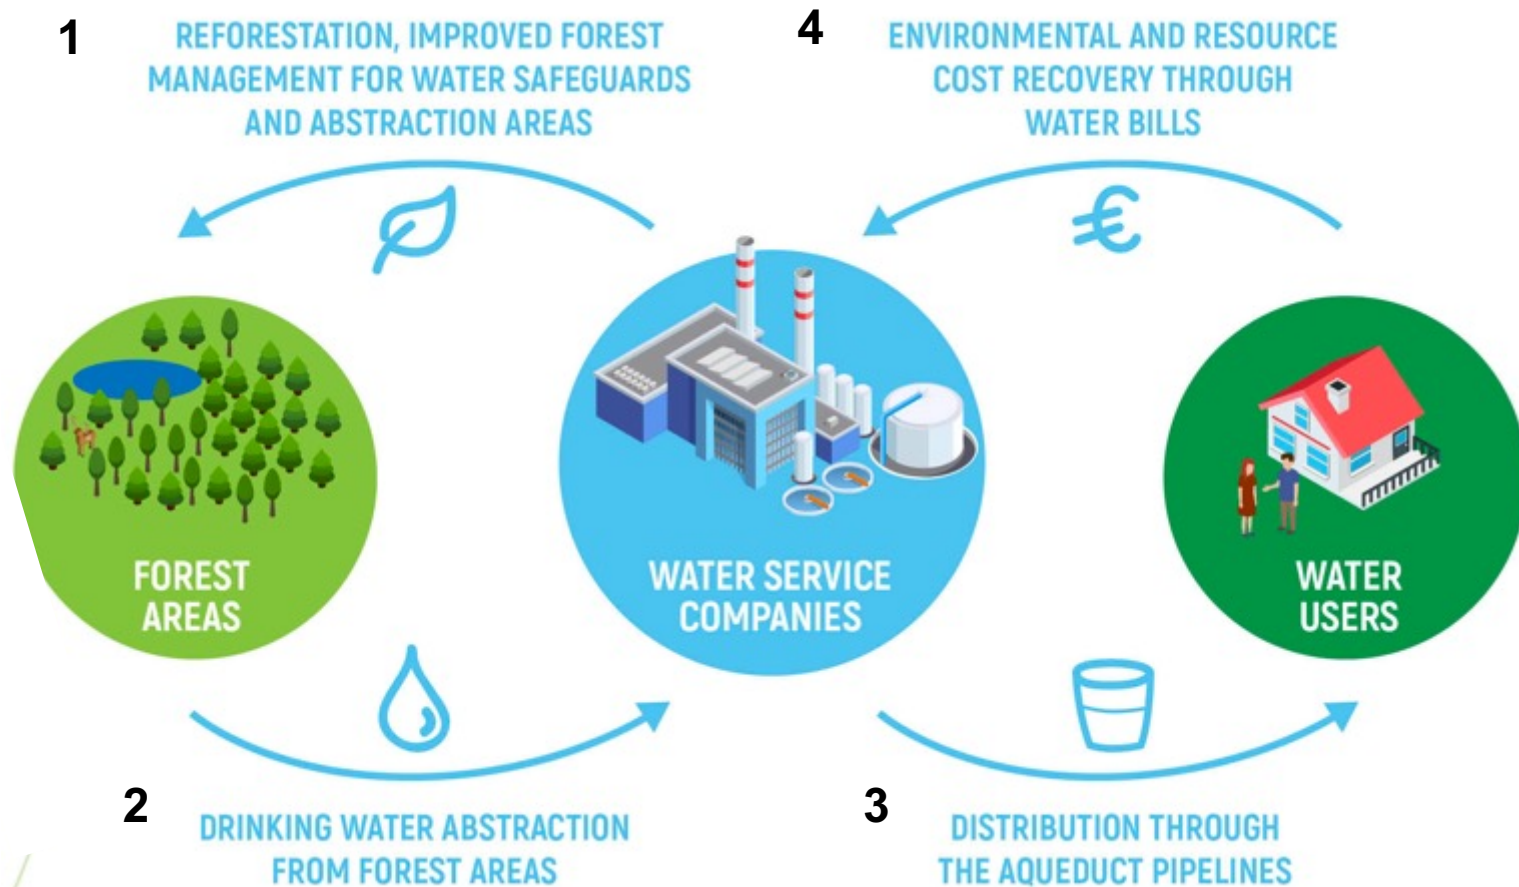 1
REFORESTATION, IMPROVED FOREST
MANAGEMENT FOR WATER SAFEGUARDS
AND ABSTRACTION AREAS
4
ENVIRONMENTAL AND RESOURCE
COST RECOVERY THROUGH
WATER BILLS
€
FOREST
AREAS
WATER SERVICE
COMPANIES
WATER
USERS
2
DRINKING WATER ABSTRACTION
FROM FOREST AREAS
3
DISTRIBUTION THROUGH
THE AQUEDUCT PIPELINES